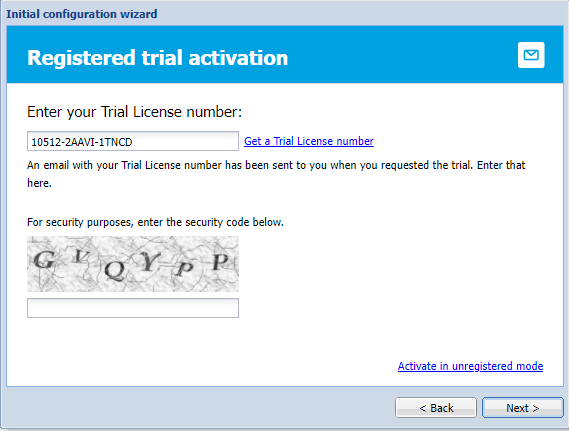 Initial configuration wizard
Registered trial activation
Enter your Trial License number:
10512-2AAVI-1TNCD Get a Trial License number
An email with your Trial License number has been sent to you when you requested the trial. Enter that
here.
For security purposes, enter the security code below.
G V Q Y P P
Activate in unregistered mode
< Back Next >